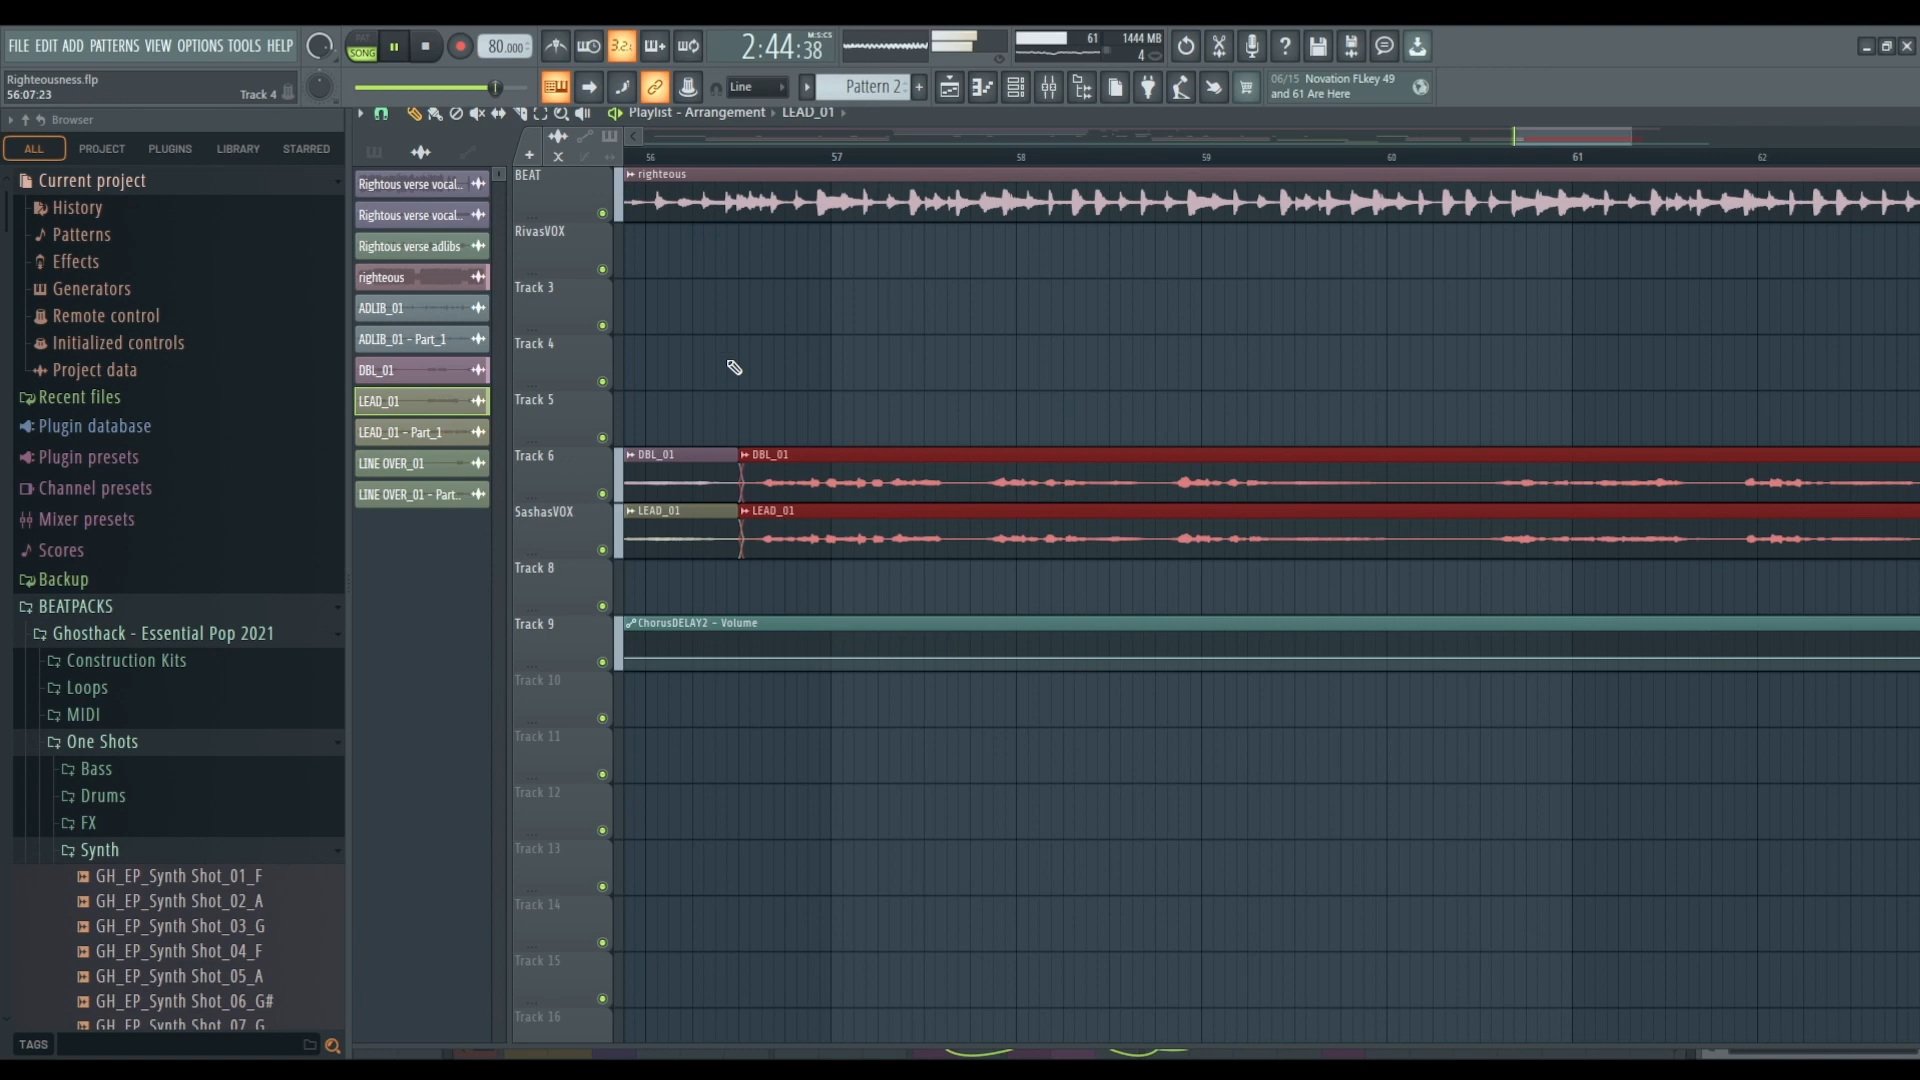 FILE EDIT ADD PATTERNS VIEW OPTIONS TOOLS HELP
PAT
SONG
80.000
3.2.
2:44:38
M:S:CS
61
1444 MB
4
Righteousness.flp
56:07:23
Track 4
Line
Pattern 2
+
06/15 Novation FLkey 49
and 61 Are Here
Browser
Playlist - Arrangement › LEAD_01 ›
ALL
PROJECT
PLUGINS
LIBRARY
STARRED
Current project
History
Patterns
Effects
Generators
Remote control
Initialized controls
Project data
Recent files
Plugin database
Plugin presets
Channel presets
Mixer presets
Scores
Backup
BEATPACKS
Ghosthack - Essential Pop 2021
Construction Kits
Loops
MIDI
One Shots
Bass
Drums
FX
Synth
GH_EP_Synth Shot_01_F
GH_EP_Synth Shot_02_A
GH_EP_Synth Shot_03_G
GH_EP_Synth Shot_04_F
GH_EP_Synth Shot_05_A
GH_EP_Synth Shot_06_G#
GH_EP_Synth Shot_07_G
TAGS
Rightous verse vocal..
Rightous verse vocal..
Rightous verse adlibs
righteous
ADLIB_01
ADLIB_01 - Part_1
DBL_01
LEAD_01
LEAD_01 - Part_1
LINE OVER_01
LINE OVER_01 - Part..
56
57
58
59
60
61
62
BEAT
righteous
RivasVOX
Track 3
Track 4
Track 5
Track 6
DBL_01
DBL_01
SashasVOX
LEAD_01
LEAD_01
Track 8
Track 9
ChorusDELAY2 - Volume
Track 10
Track 11
Track 12
Track 13
Track 14
Track 15
Track 16